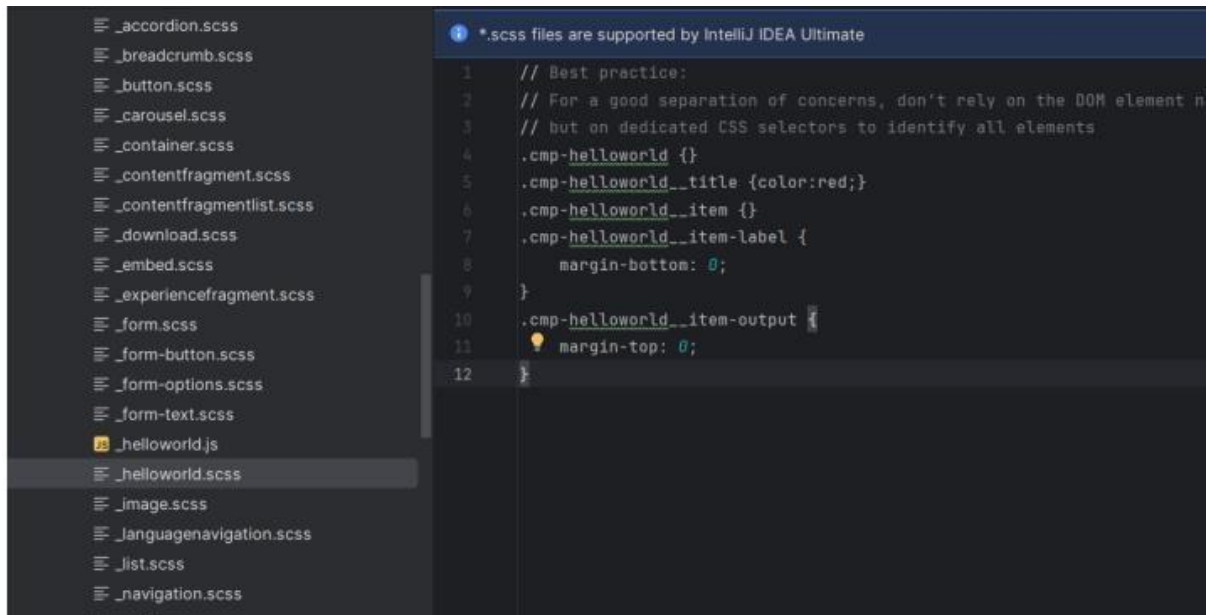 _accordion.scss
_breadcrumb.scss
_button.scss
_carousel.scss
_container.scss
_contentfragment.scss
_contentfragmentlist.scss
_download.scss
_embed.scss
_experiencefragment.scss
_form.scss
_form-button.scss
_form-options.scss
_form-text.scss
JS _helloworld.js
_helloworld.scss
_image.scss
_languagenavigation.scss
_list.scss
_navigation.scss
*.scss files are supported by IntelliJ IDEA Ultimate
1 // Best practice:
2 // For a good separation of concerns, don't rely on the DOM element n
3 // but on dedicated CSS selectors to identify all elements
4 .cmp-helloworld {}
5 .cmp-helloworld__title {color:red;}
6 .cmp-helloworld__item {}
7 .cmp-helloworld__item-label {
8 margin-bottom: 0;
9 }
10 .cmp-helloworld__item-output {
11 margin-top: 0;
12 }